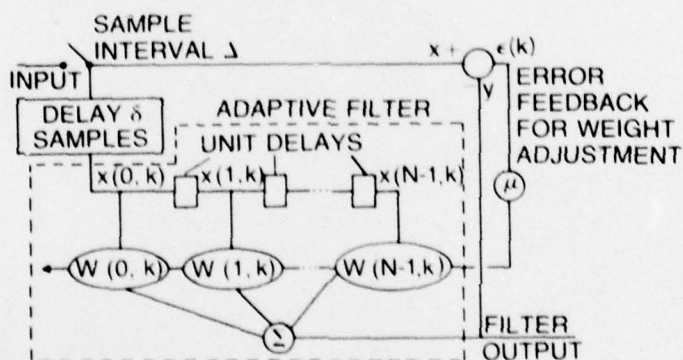 SAMPLE
INTERVAL Δ
INPUT
x + ϵ(k)
y
ERROR
FEEDBACK
FOR WEIGHT
ADJUSTMENT
DELAY δ
SAMPLES
ADAPTIVE FILTER
UNIT DELAYS
x(0, k) x(1, k) x(N-1, k)
μ
W (0, k) W (1, k) W (N-1, k)
Σ
FILTER
OUTPUT